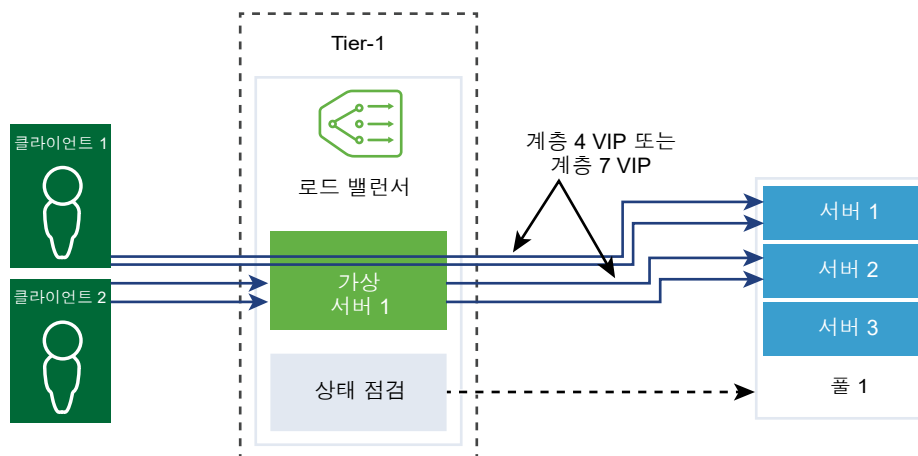 Tier-1
로드 밸런서
클라이언트 1
클라이언트 2
가상
서버 1
상태 점검
계층 4 VIP 또는
계층 7 VIP
서버 1
서버 2
서버 3
풀 1